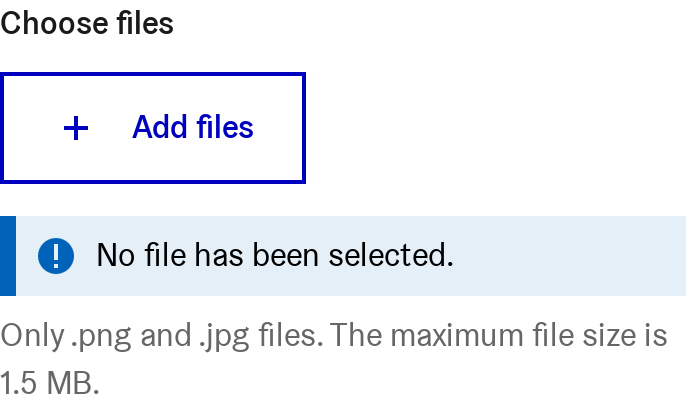 Choose files
+ Add files
No file has been selected.
Only .png and .jpg files. The maximum file size is
1.5 MB.